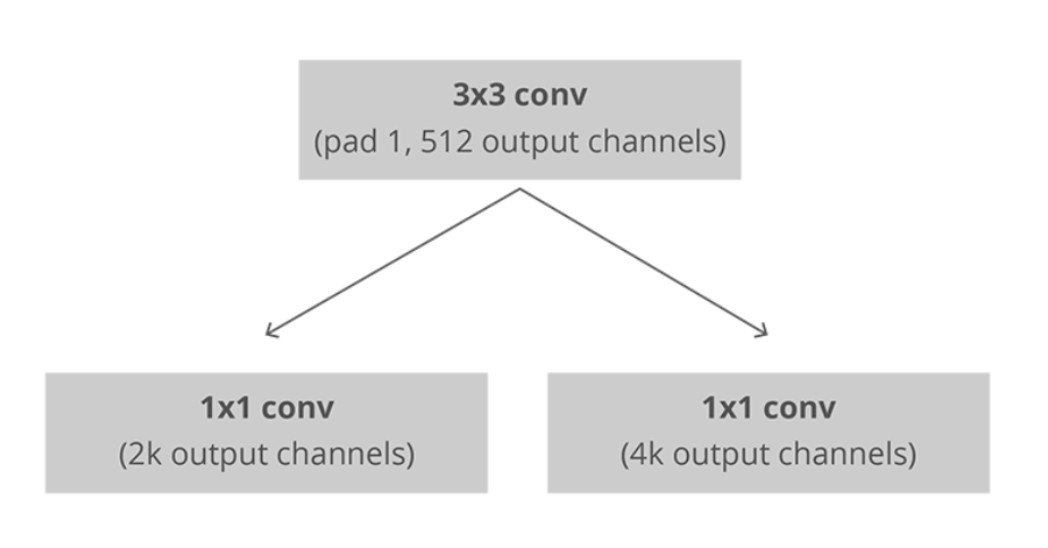 3x3 conv
(pad 1, 512 output channels)
1x1 conv
(2k output channels)
1x1 conv
(4k output channels)